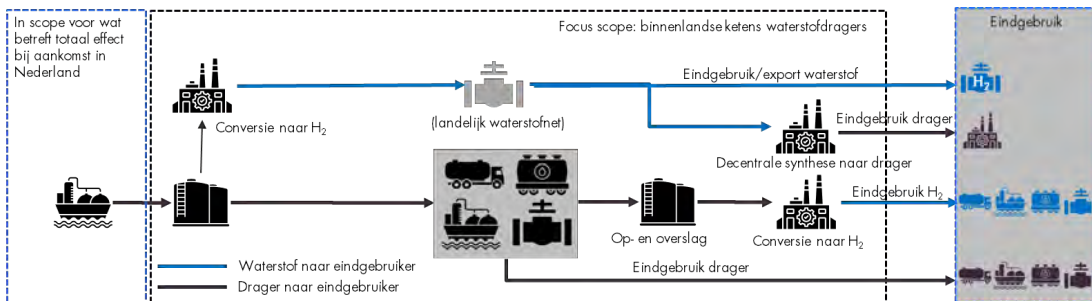 In scope voor wat
betreft totaal effect
bij aankomst in
Nederland
Focus scope: binnenlandse ketens waterstofdragers
Eindgebruik
Conversie naar H₂
(landelijk waterstofnet)
Eindgebruik/export waterstof
H₂
Eindgebruik drager
Decentrale synthese naar drager
Eindgebruik H₂
Op- en overslag
Conversie naar H₂
Eindgebruik drager
Waterstof naar eindgebruiker
Drager naar eindgebruiker